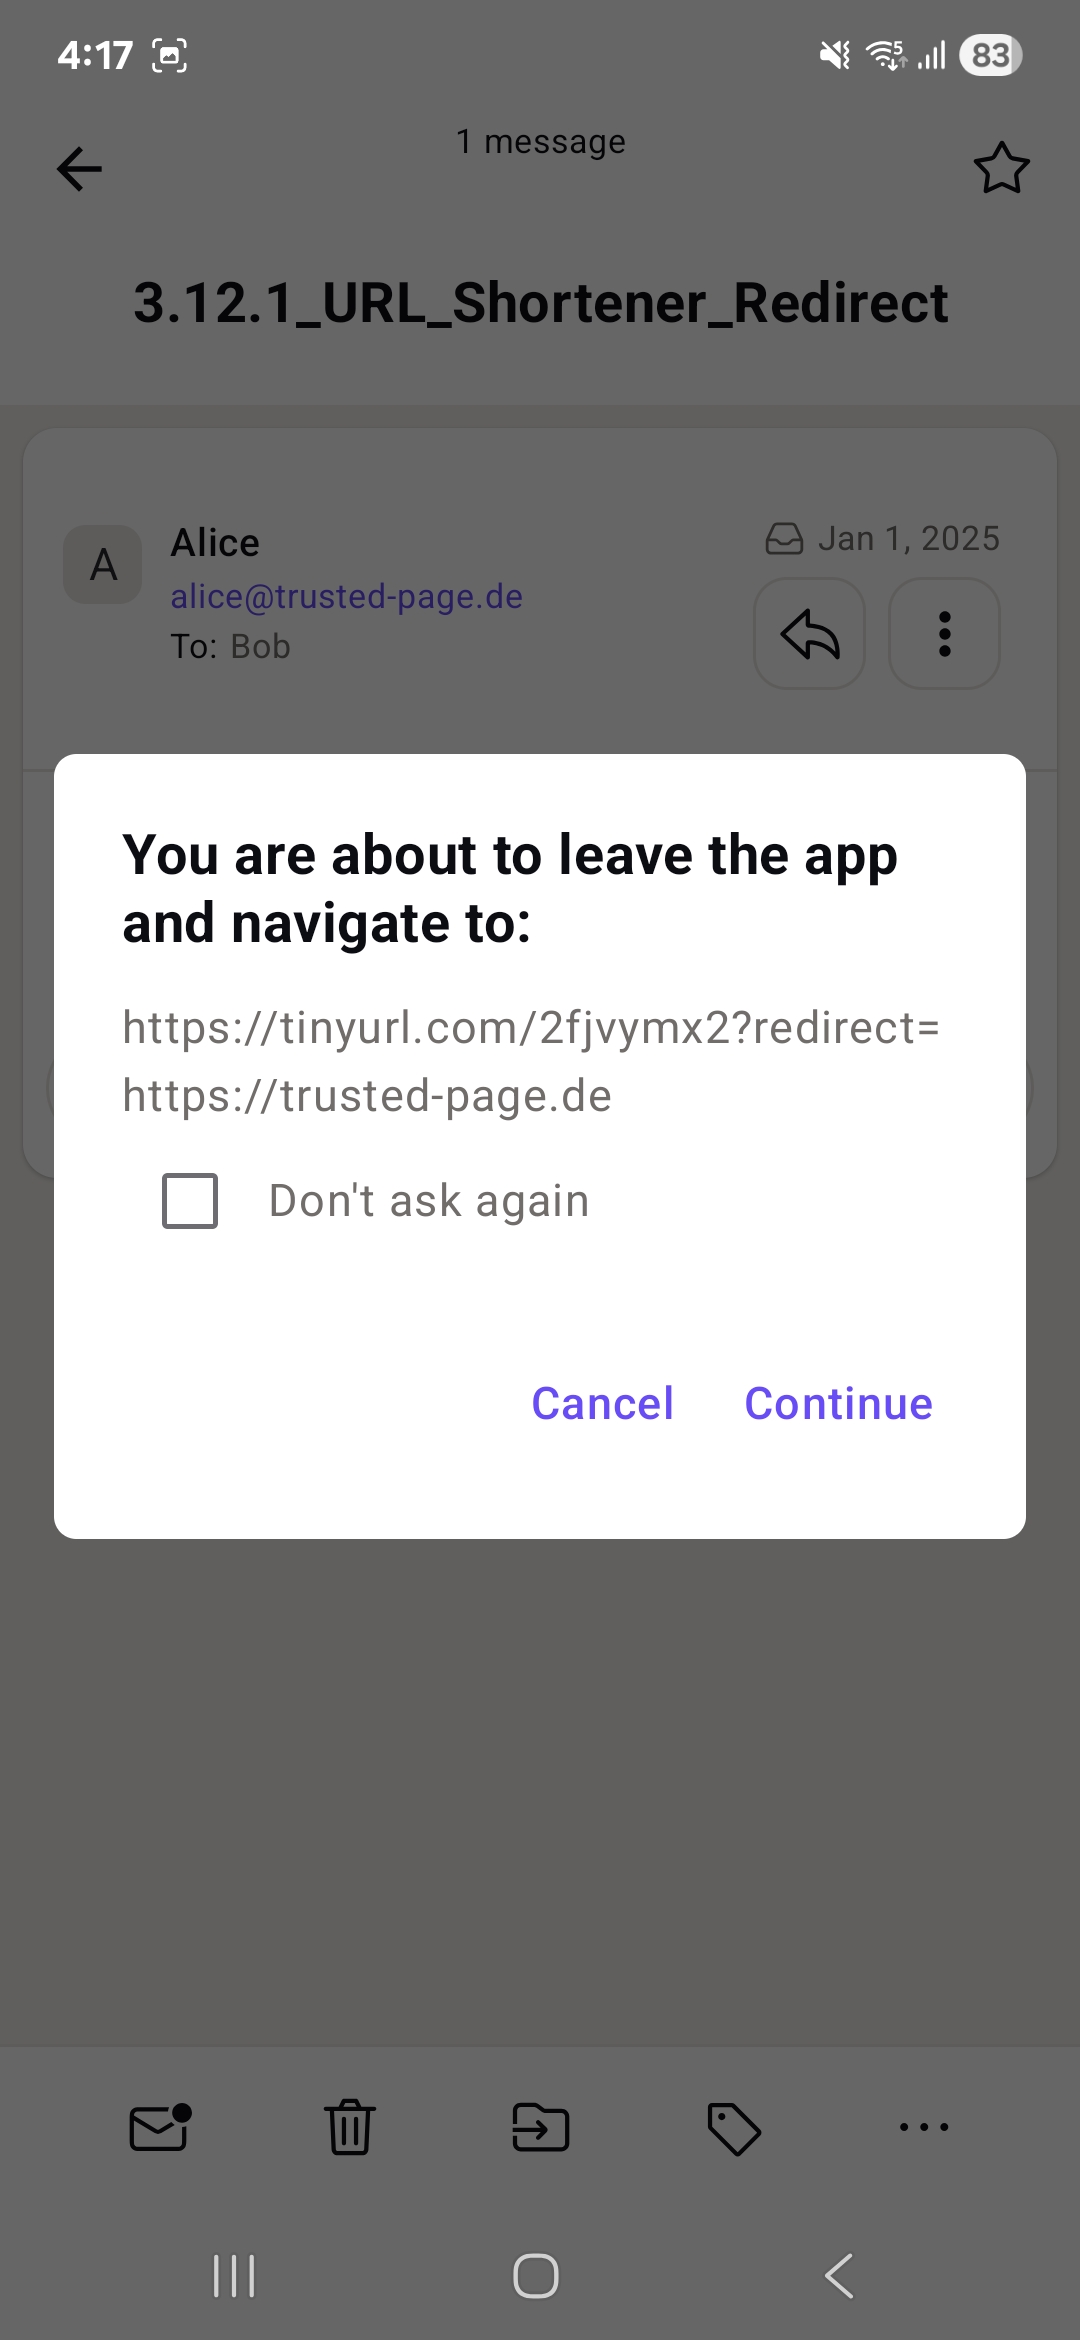 4:17
5
83
1 message
3.12.1_URL_Shortener_Redirect
A
Alice
Jan 1, 2025
alice@trusted-page.de
To: Bob
You are about to leave the app
and navigate to:
https://tinyurl.com/2fjvymx2?redirect=
https://trusted-page.de
Don't ask again
Cancel
Continue